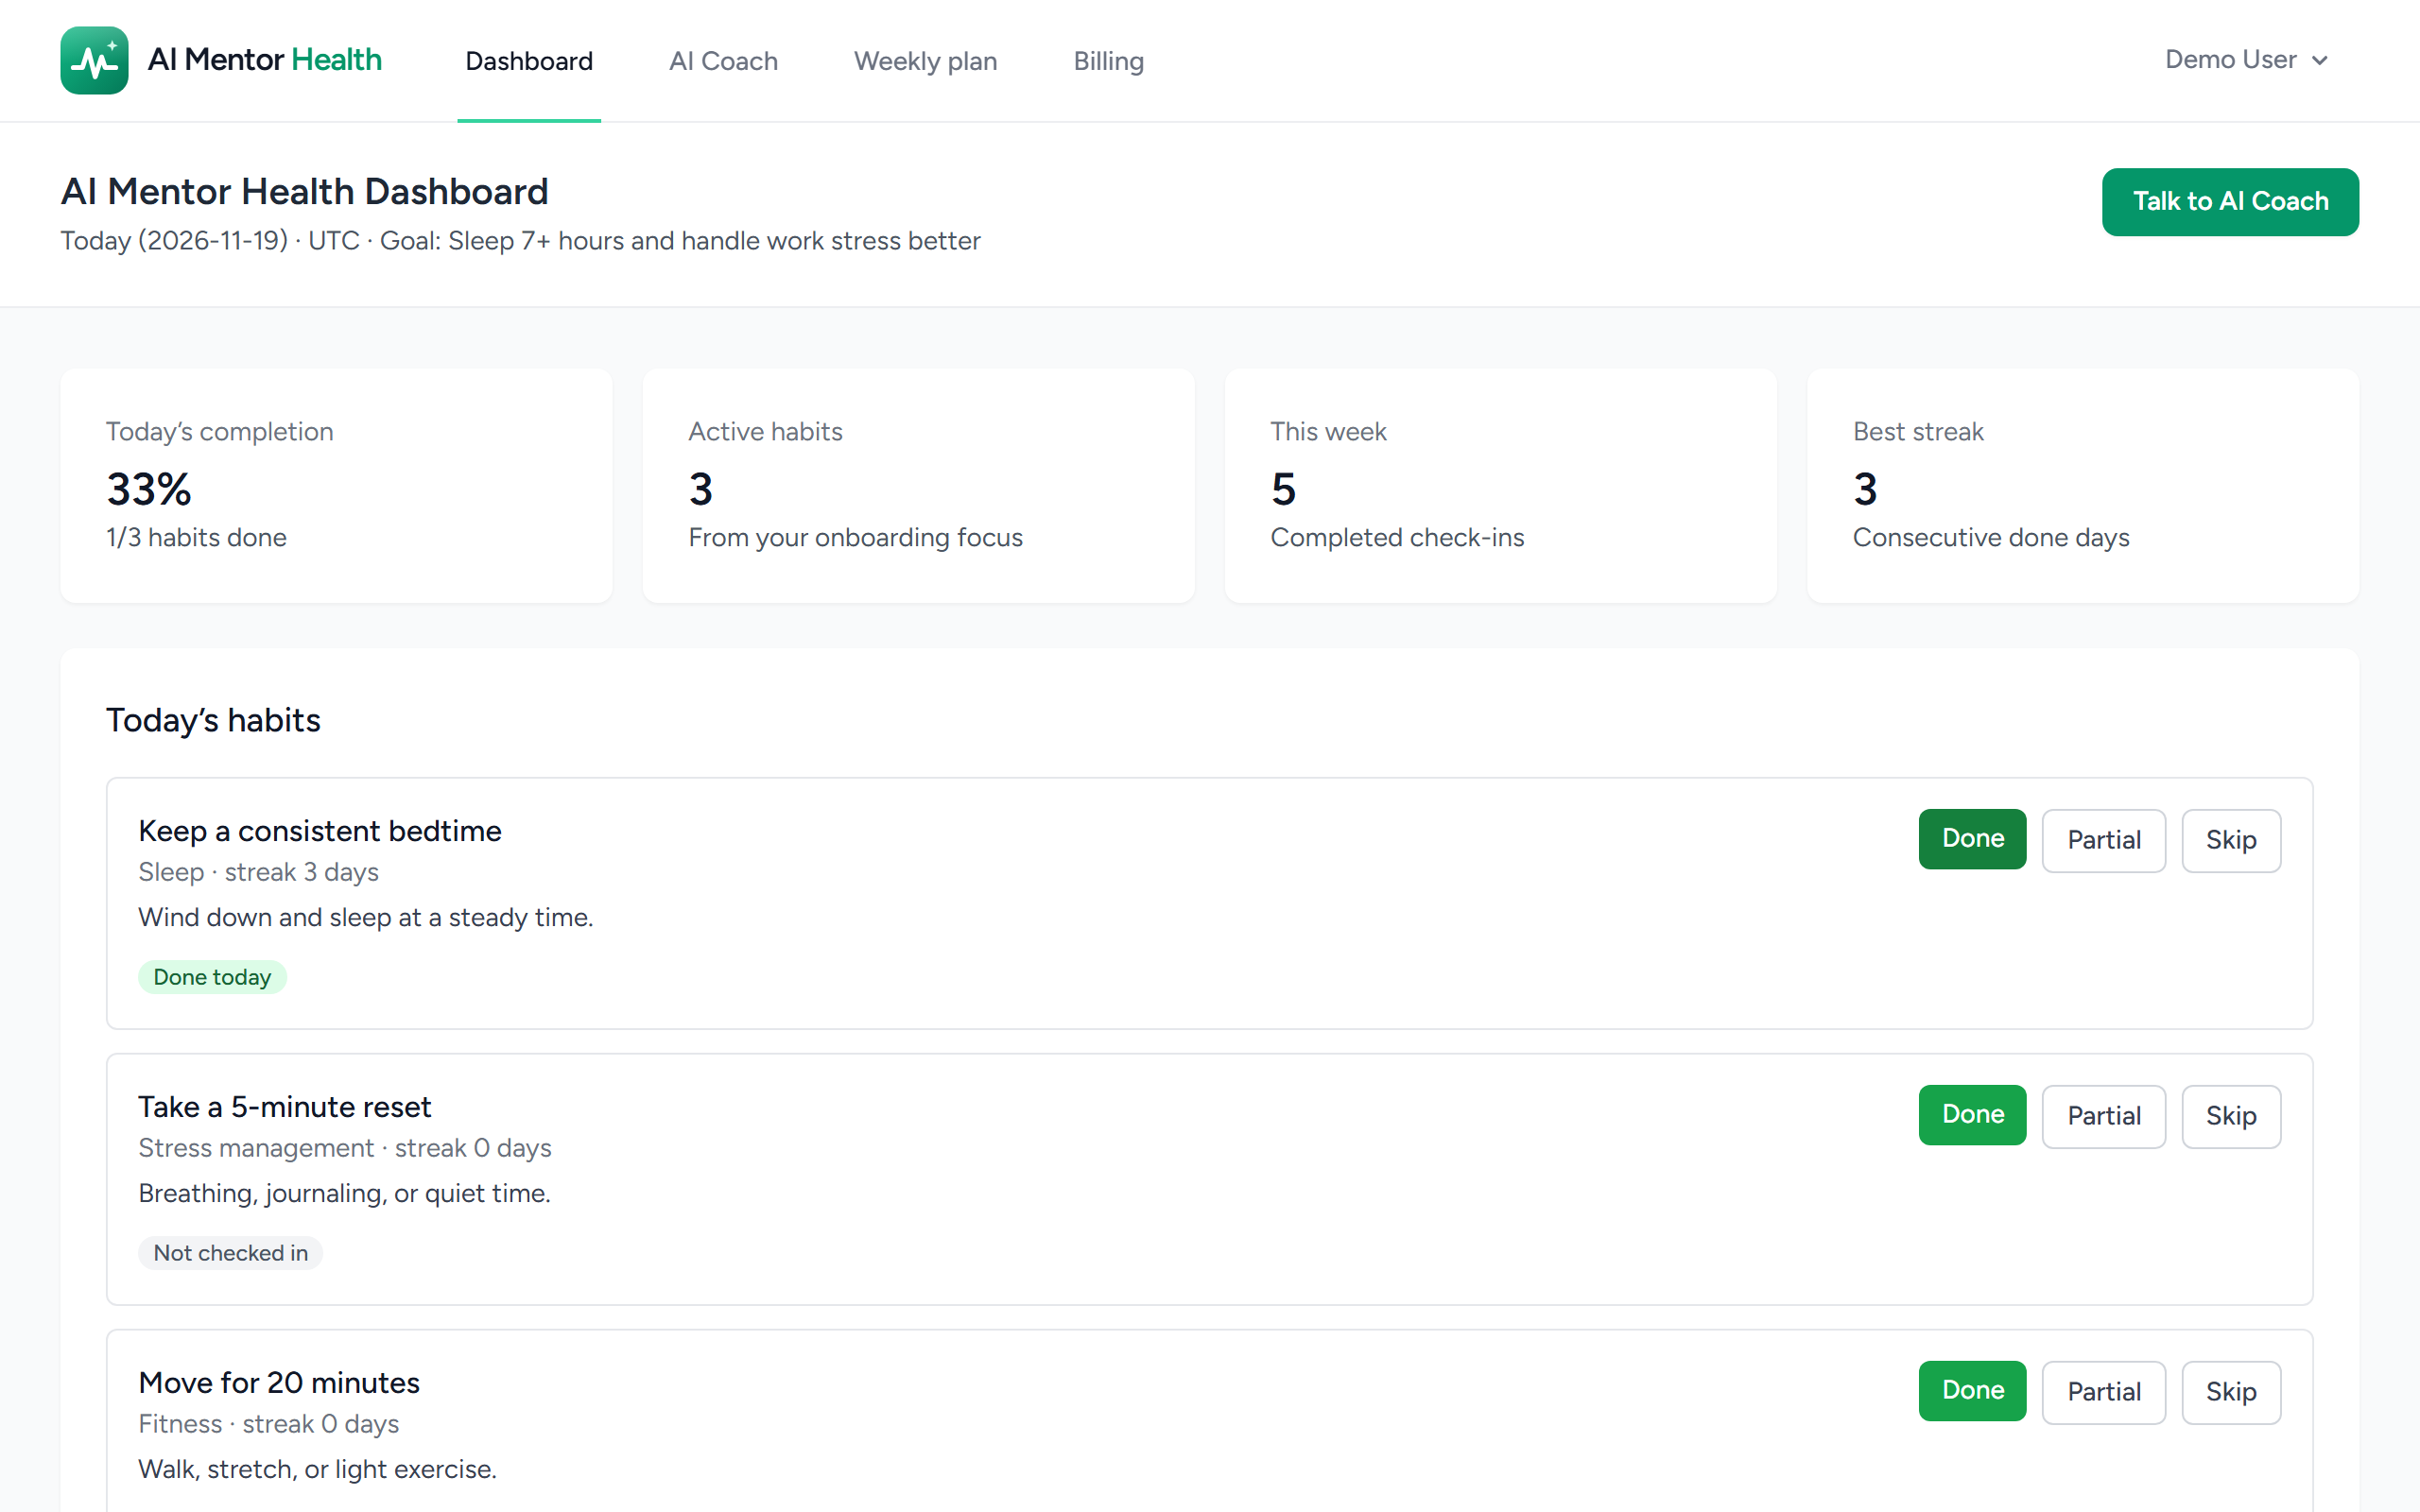 AI Mentor Health
Dashboard
AI Coach
Weekly plan
Billing
Demo User
AI Mentor Health Dashboard
Today (2026-11-19) · UTC · Goal: Sleep 7+ hours and handle work stress better
Talk to AI Coach
Today’s completion
33%
1/3 habits done
Active habits
3
From your onboarding focus
This week
5
Completed check-ins
Best streak
3
Consecutive done days
Today’s habits
Keep a consistent bedtime
Sleep · streak 3 days
Wind down and sleep at a steady time.
Done today
Done
Partial
Skip
Take a 5-minute reset
Stress management · streak 0 days
Breathing, journaling, or quiet time.
Not checked in
Done
Partial
Skip
Move for 20 minutes
Fitness · streak 0 days
Walk, stretch, or light exercise.
Done
Partial
Skip